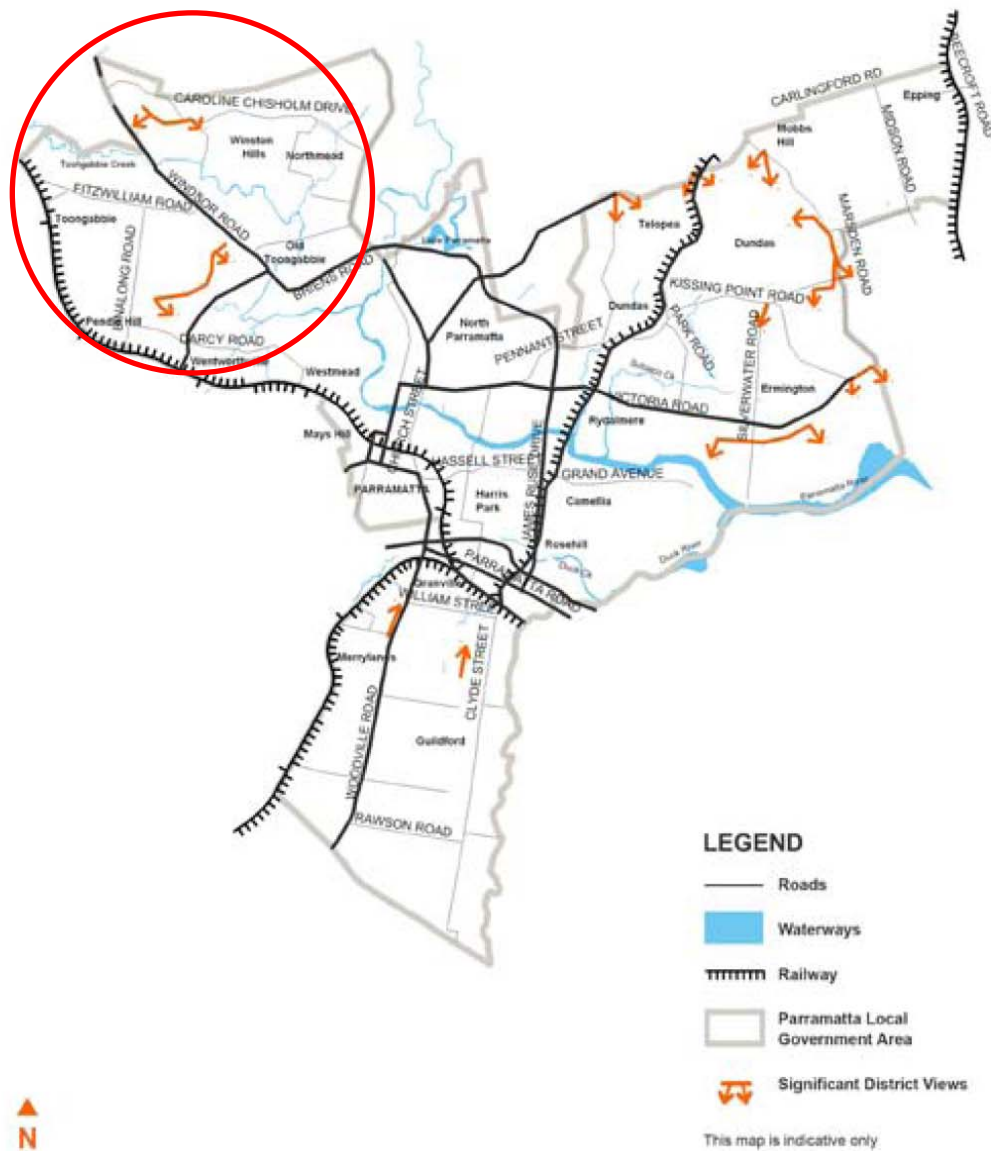 CARLINGFORD RD
BEECROFT ROAD
Epping
CAROLINE CHISHOLM DRIVE
Mobbs
Hill
MIDSON ROAD
Winston
Hills
Northmead
Toongabbie Creek
WINDSOR ROAD
FITZWILLIAM ROAD
Toongabbie
MARSDEN ROAD
Telopea
Dundas
Old
Toongabbie
Lake Parramatta
BINALONG ROAD
BRIENS ROAD
KISSING POINT ROAD
Dundas
Pendle Hill
North
Parramatta
PENNANT STREET
PARK ROAD
SILVERWATER ROAD
DARCY ROAD
Wentworthville
Westmead
Subiaco Ck
Ermington
CHURCH STREET
VICTORIA ROAD
Rydalmere
Mays Hill
HASSELL STREET
JAMES RUSE DRIVE
GRAND AVENUE
PARRAMATTA
Harris
Park
Camellia
Parramatta River
Rosehill
Duck River
PARRAMATTA ROAD
Duck Ck
Granville
WILLIAM STREET
Merrylands
CLYDE STREET
WOODVILLE ROAD
Guildford
RAWSON ROAD
LEGEND
Roads
Waterways
Railway
Parramatta Local
Government Area
Significant District Views
N
This map is indicative only